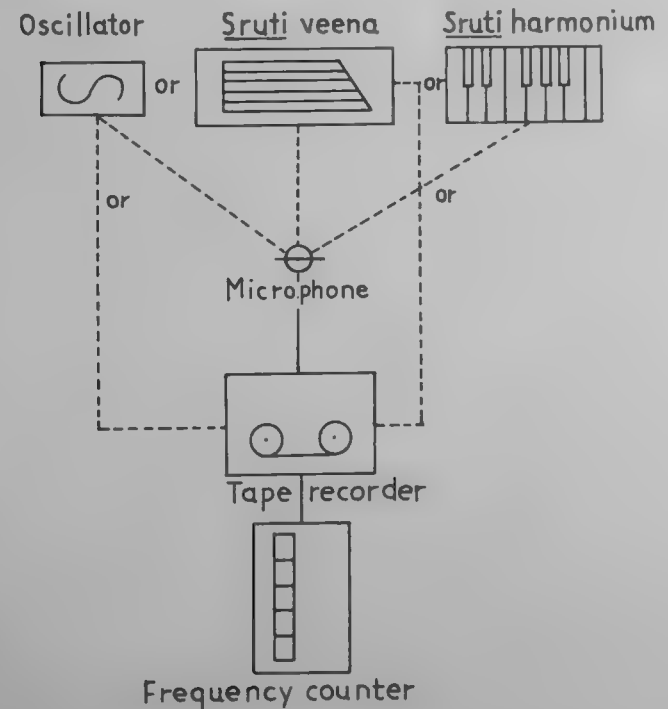 Oscillator Sruti veena Sruti harmonium
or or
or or
Microphone
Tape recorder
Frequency counter